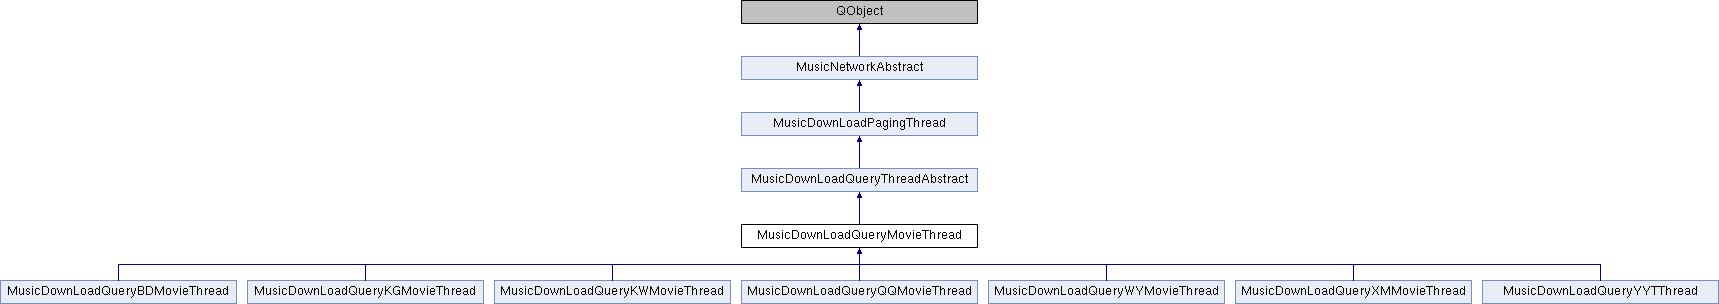 QObject
MusicNetworkAbstract
MusicDownLoadPagingThread
MusicDownLoadQueryThreadAbstract
MusicDownLoadQueryMovieThread
MusicDownLoadQueryBDMovieThread MusicDownLoadQueryKGMovieThread MusicDownLoadQueryKWMovieThread MusicDownLoadQueryQQMovieThread MusicDownLoadQueryWYMovieThread MusicDownLoadQueryXMMovieThread MusicDownLoadQueryYYTThread